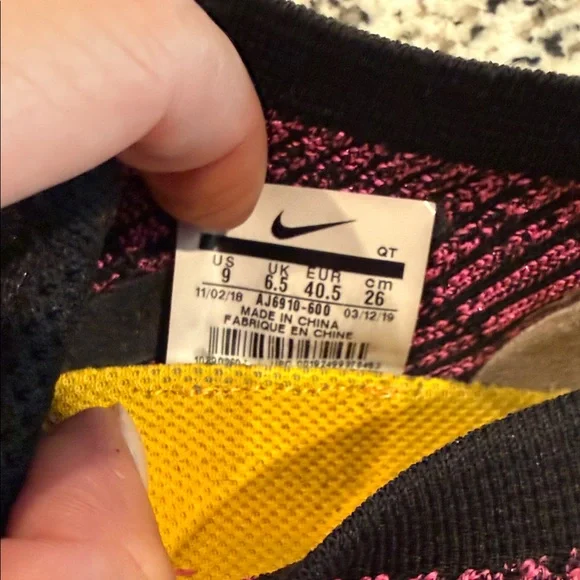 QT
US UK EUR cm
9 6.5 40.5 26
11/02/18 AJ6910-600 03/12/19
MADE IN CHINA
FABRIQUÉ EN CHINE